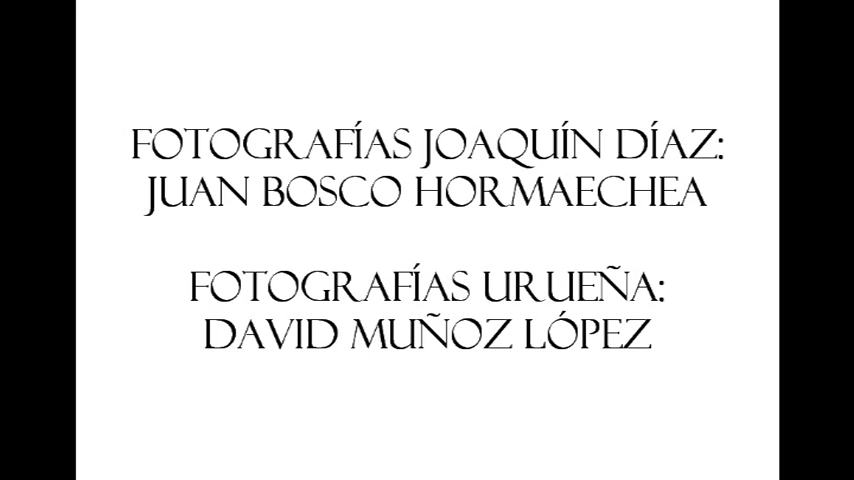 FOTOGRAFÍAS JOAQUÍN DÍAZ:
JUAN BOSCO HORMAECHEA
FOTOGRAFÍAS URUEÑA:
DAVID MUÑOZ LÓPEZ